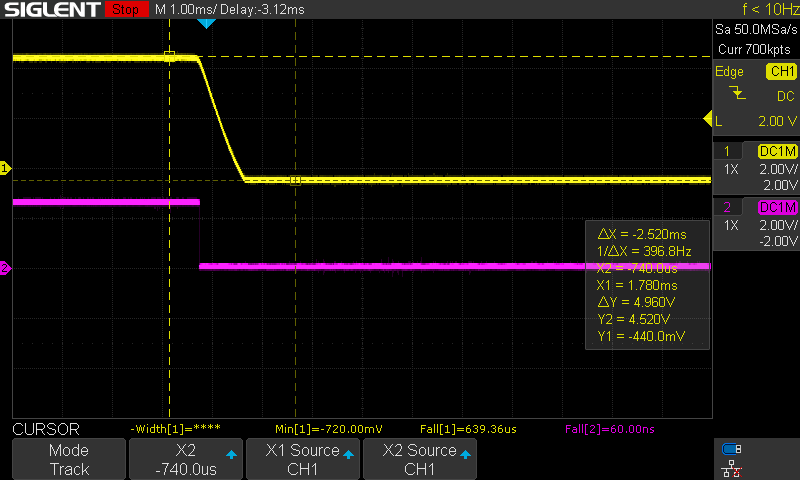 SIGLENT Stop M 1.00ms/ Delay:-3.12ms f < 10Hz
Sa 50.0MSa/s
Curr 700kpts
Edge CH1
DC
L 2.00 V
1 DC1M
1X 2.00V/
2.00V
2 DC1M
1X 2.00V/
-2.00V
1
2
ΔX = -2.520ms
1/ΔX = 396.8Hz
X2 = -740.0us
X1 = 1.780ms
ΔY = 4.960V
Y2 = 4.520V
Y1 = -440.0mV
CURSOR -Width[1]=**** Min[1]=-720.00mV Fall[1]=639.36us Fall[2]=60.00ns
Mode X2 X1 Source X2 Source
Track -740.0us CH1 CH1